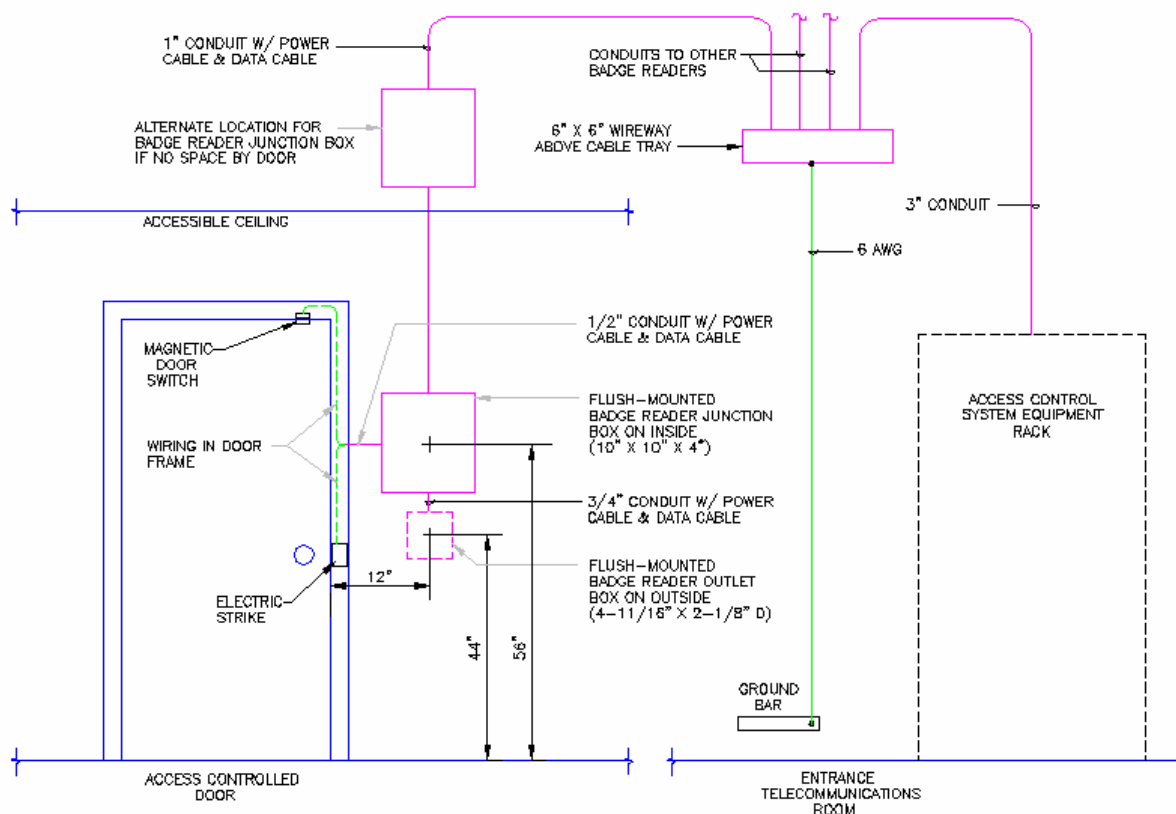 1" CONDUIT W/ POWER
CABLE & DATA CABLE
CONDUITS TO OTHER
BADGE READERS
ALTERNATE LOCATION FOR
BADGE READER JUNCTION BOX
IF NO SPACE BY DOOR
6" X 6" WIREWAY
ABOVE CABLE TRAY
3" CONDUIT
ACCESSIBLE CEILING
6 AWG
1/2" CONDUIT W/ POWER
CABLE & DATA CABLE
MAGNETIC
DOOR
SWITCH
FLUSH-MOUNTED
BADGE READER JUNCTION
BOX ON INSIDE
(10" X 10" X 4")
ACCESS CONTROL
SYSTEM EQUIPMENT
RACK
WIRING IN DOOR
FRAME
3/4" CONDUIT W/ POWER
CABLE & DATA CABLE
FLUSH-MOUNTED
BADGE READER OUTLET
BOX ON OUTSIDE
(4-11/16" X 2-1/8" D)
12"
ELECTRIC
STRIKE
44"
56"
GROUND
BAR
ACCESS CONTROLLED
DOOR
ENTRANCE
TELECOMMUNICATIONS
ROOM